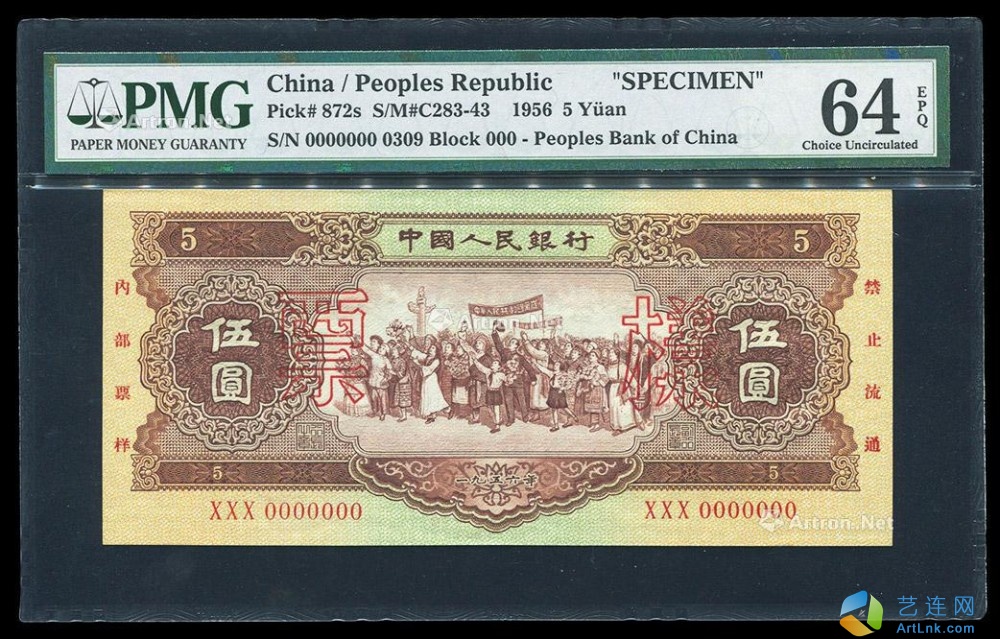 PMG
PAPER MONEY GUARANTY
China / Peoples Republic "SPECIMEN"
Pick# 872s S/M#C283-43 1956 5 Yüan
S/N 0000000 0309 Block 000 - Peoples Bank of China
64 EPQ
Choice Uncirculated
Artron.Net
5 中國人民銀行 5
内部票样
禁止流通
票樣
伍圓
伍圓
5 一九五六年 5
XXX 0000000 XXX 0000000
Artron.Net
艺连网
ArtLnk.com